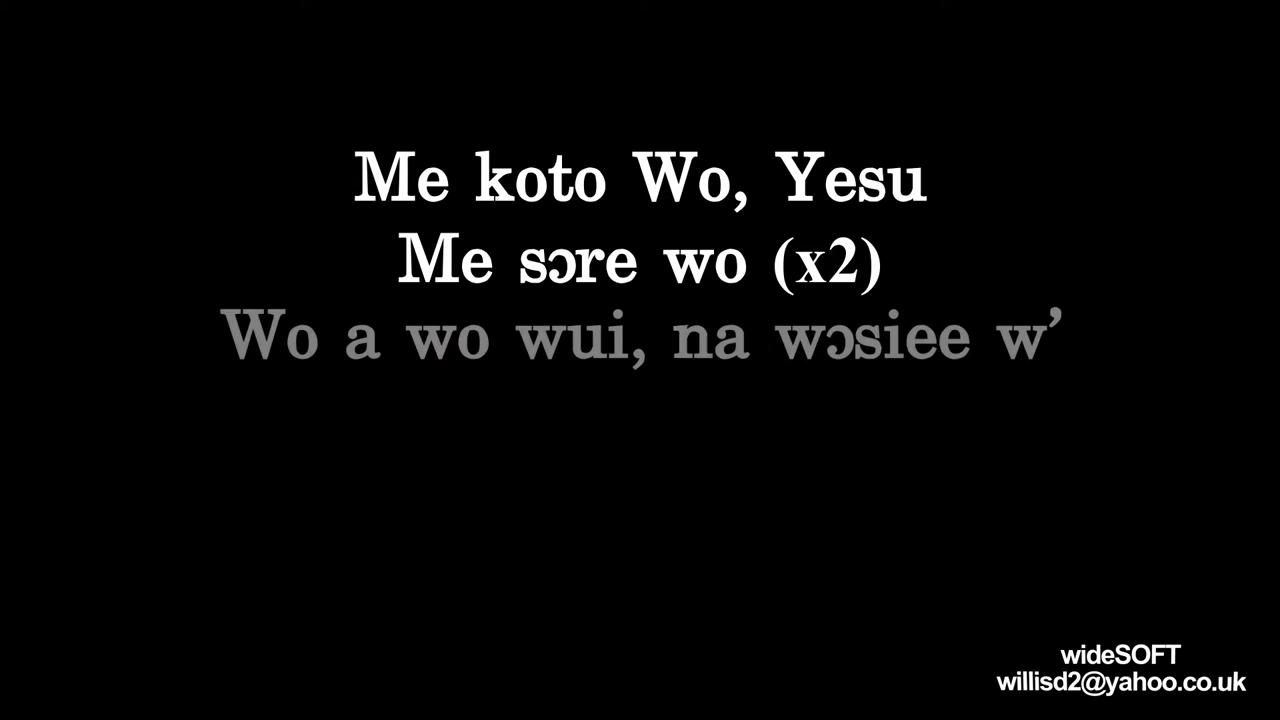 Me koto Wo, Yesu
Me sɔre wo (x2)
Wo a wo wui, na wɔsiee w’
wideSOFT
willisd2@yahoo.co.uk